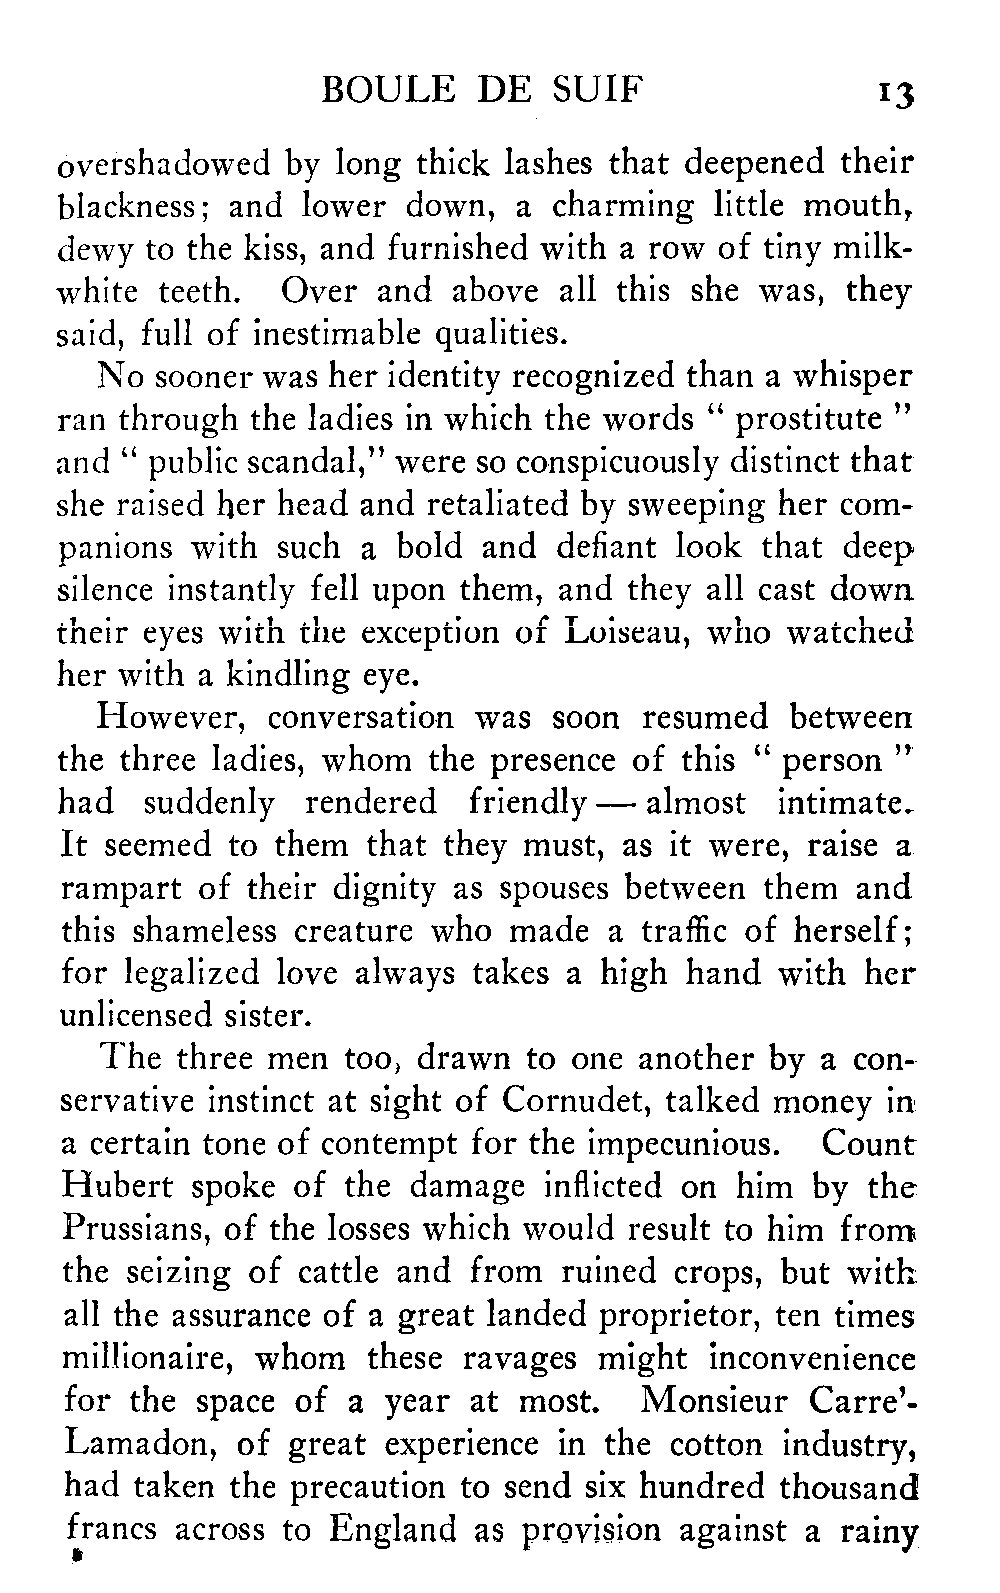 BOULE DE SUIF 13
overshadowed by long thick lashes that deepened their
blackness; and lower down, a charming little mouth,
dewy to the kiss, and furnished with a row of tiny milk-
white teeth. Over and above all this she was, they
said, full of inestimable qualities.
No sooner was her identity recognized than a whisper
ran through the ladies in which the words " prostitute "
and " public scandal," were so conspicuously distinct that
she raised her head and retaliated by sweeping her com-
panions with such a bold and defiant look that deep
silence instantly fell upon them, and they all cast down
their eyes with the exception of Loiseau, who watched
her with a kindling eye.
However, conversation was soon resumed between
the three ladies, whom the presence of this " person "
had suddenly rendered friendly — almost intimate.
It seemed to them that they must, as it were, raise a
rampart of their dignity as spouses between them and
this shameless creature who made a traffic of herself;
for legalized love always takes a high hand with her
unlicensed sister.
The three men too, drawn to one another by a con-
servative instinct at sight of Cornudet, talked money in
a certain tone of contempt for the impecunious. Count
Hubert spoke of the damage inflicted on him by the
Prussians, of the losses which would result to him from
the seizing of cattle and from ruined crops, but with
all the assurance of a great landed proprietor, ten times
millionaire, whom these ravages might inconvenience
for the space of a year at most. Monsieur Carre'-
Lamadon, of great experience in the cotton industry,
had taken the precaution to send six hundred thousand
francs across to England as provision against a rainy